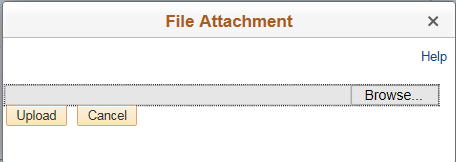 File Attachment ×
Help
Browse...
Upload Cancel